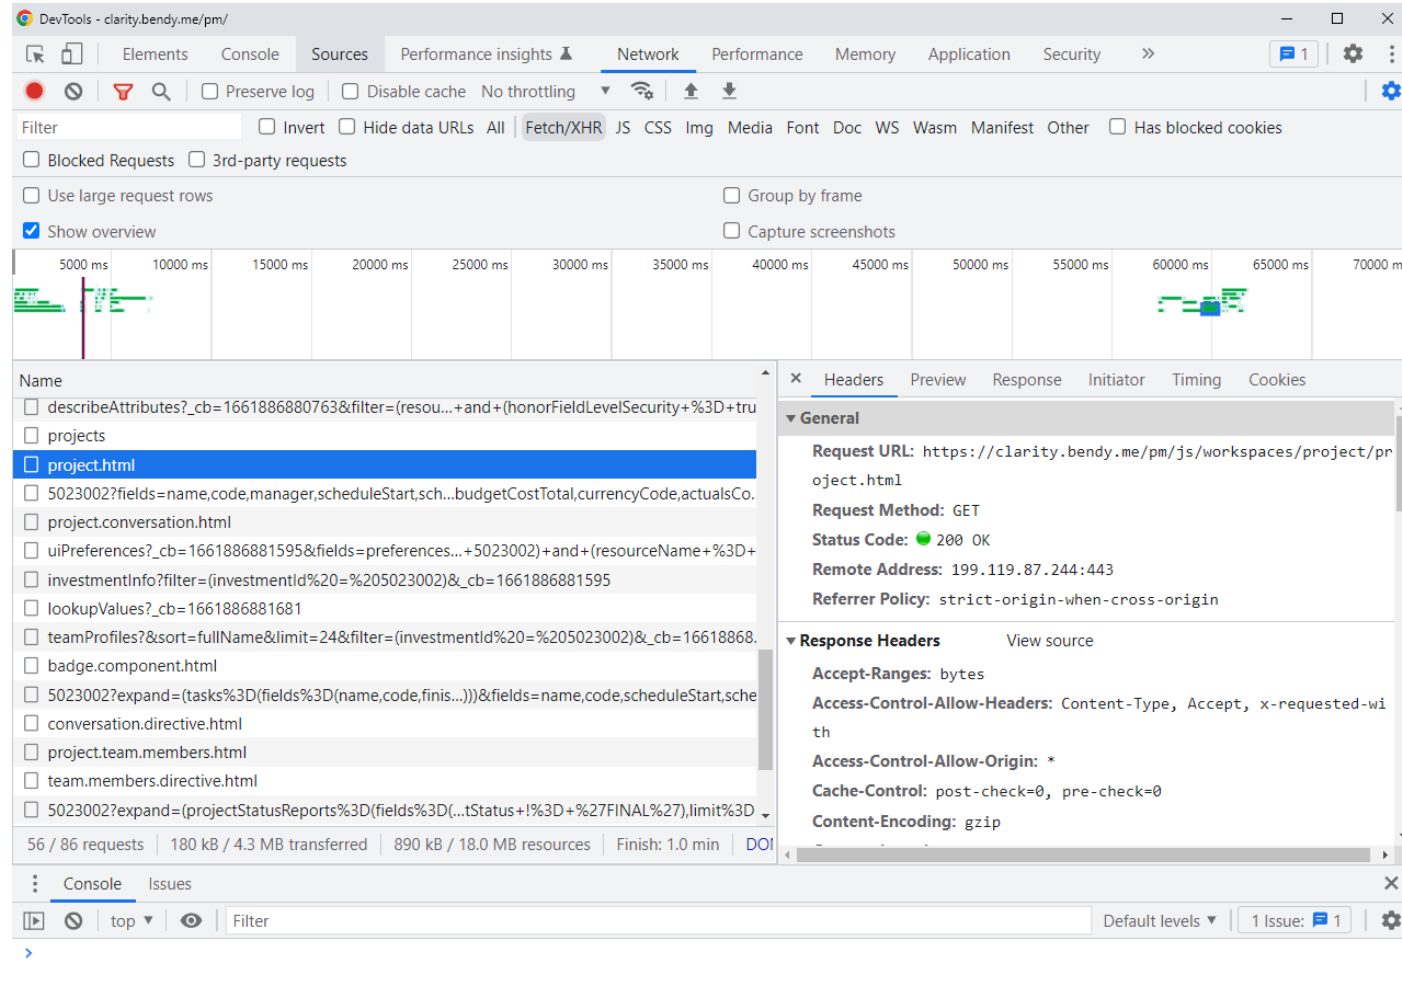 DevTools - clarity.bendy.me/pm/
Elements Console Sources Performance insights Network Performance Memory Application Security » 1
Preserve log Disable cache No throttling
Filter Invert Hide data URLs All Fetch/XHR JS CSS Img Media Font Doc WS Wasm Manifest Other Has blocked cookies
Blocked Requests 3rd-party requests
Use large request rows Group by frame
Show overview Capture screenshots
5000 ms 10000 ms 15000 ms 20000 ms 25000 ms 30000 ms 35000 ms 40000 ms 45000 ms 50000 ms 55000 ms 60000 ms 65000 ms 70000 m
Name
describeAttributes?_cb=1661886880763&filter=(resou...+and+(honorFieldLevelSecurity+%3D+tru
projects
project.html
5023002?fields=name,code,manager,scheduleStart,sch...budgetCostTotal,currencyCode,actualsCo..
project.conversation.html
uiPreferences?_cb=1661886881595&fields=preferences...+5023002)+and+(resourceName+%3D+
investmentInfo?filter=(investmentId%20=%205023002)&_cb=1661886881595
lookupValues?_cb=1661886881681
teamProfiles?&sort=fullName&limit=24&filter=(investmentId%20=%205023002)&_cb=16618868.
badge.component.html
5023002?expand=(tasks%3D(fields%3D(name,code,finis...)))&fields=name,code,scheduleStart,sche
conversation.directive.html
project.team.members.html
team.members.directive.html
5023002?expand=(projectStatusReports%3D(fields%3D(...tStatus+!%3D+%27FINAL%27),limit%3D
56 / 86 requests 180 kB / 4.3 MB transferred 890 kB / 18.0 MB resources Finish: 1.0 min DOI
Headers Preview Response Initiator Timing Cookies
General
Request URL: https://clarity.bendy.me/pm/js/workspaces/project/pr
oject.html
Request Method: GET
Status Code: 200 OK
Remote Address: 199.119.87.244:443
Referrer Policy: strict-origin-when-cross-origin
Response Headers View source
Accept-Ranges: bytes
Access-Control-Allow-Headers: Content-Type, Accept, x-requested-wi
th
Access-Control-Allow-Origin: *
Cache-Control: post-check=0, pre-check=0
Content-Encoding: gzip
Console Issues
top Filter Default levels 1 Issue: 1